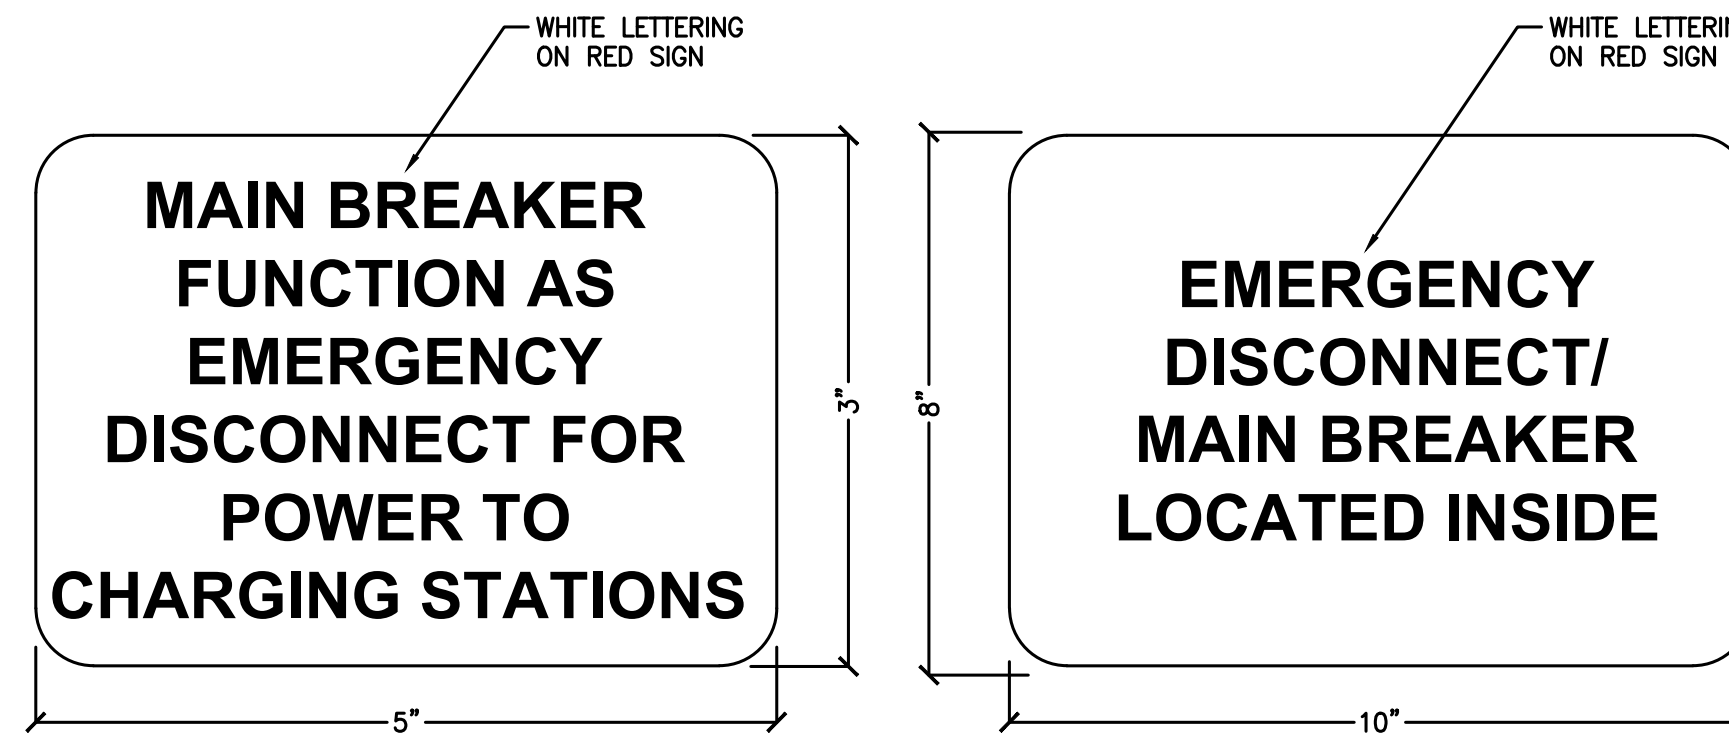 WHITE LETTERING
ON RED SIGN
MAIN BREAKER
FUNCTION AS
EMERGENCY
DISCONNECT FOR
POWER TO
CHARGING STATIONS
3"
5"
WHITE LETTERIN
ON RED SIGN
8"
EMERGENCY
DISCONNECT/
MAIN BREAKER
LOCATED INSIDE
10"